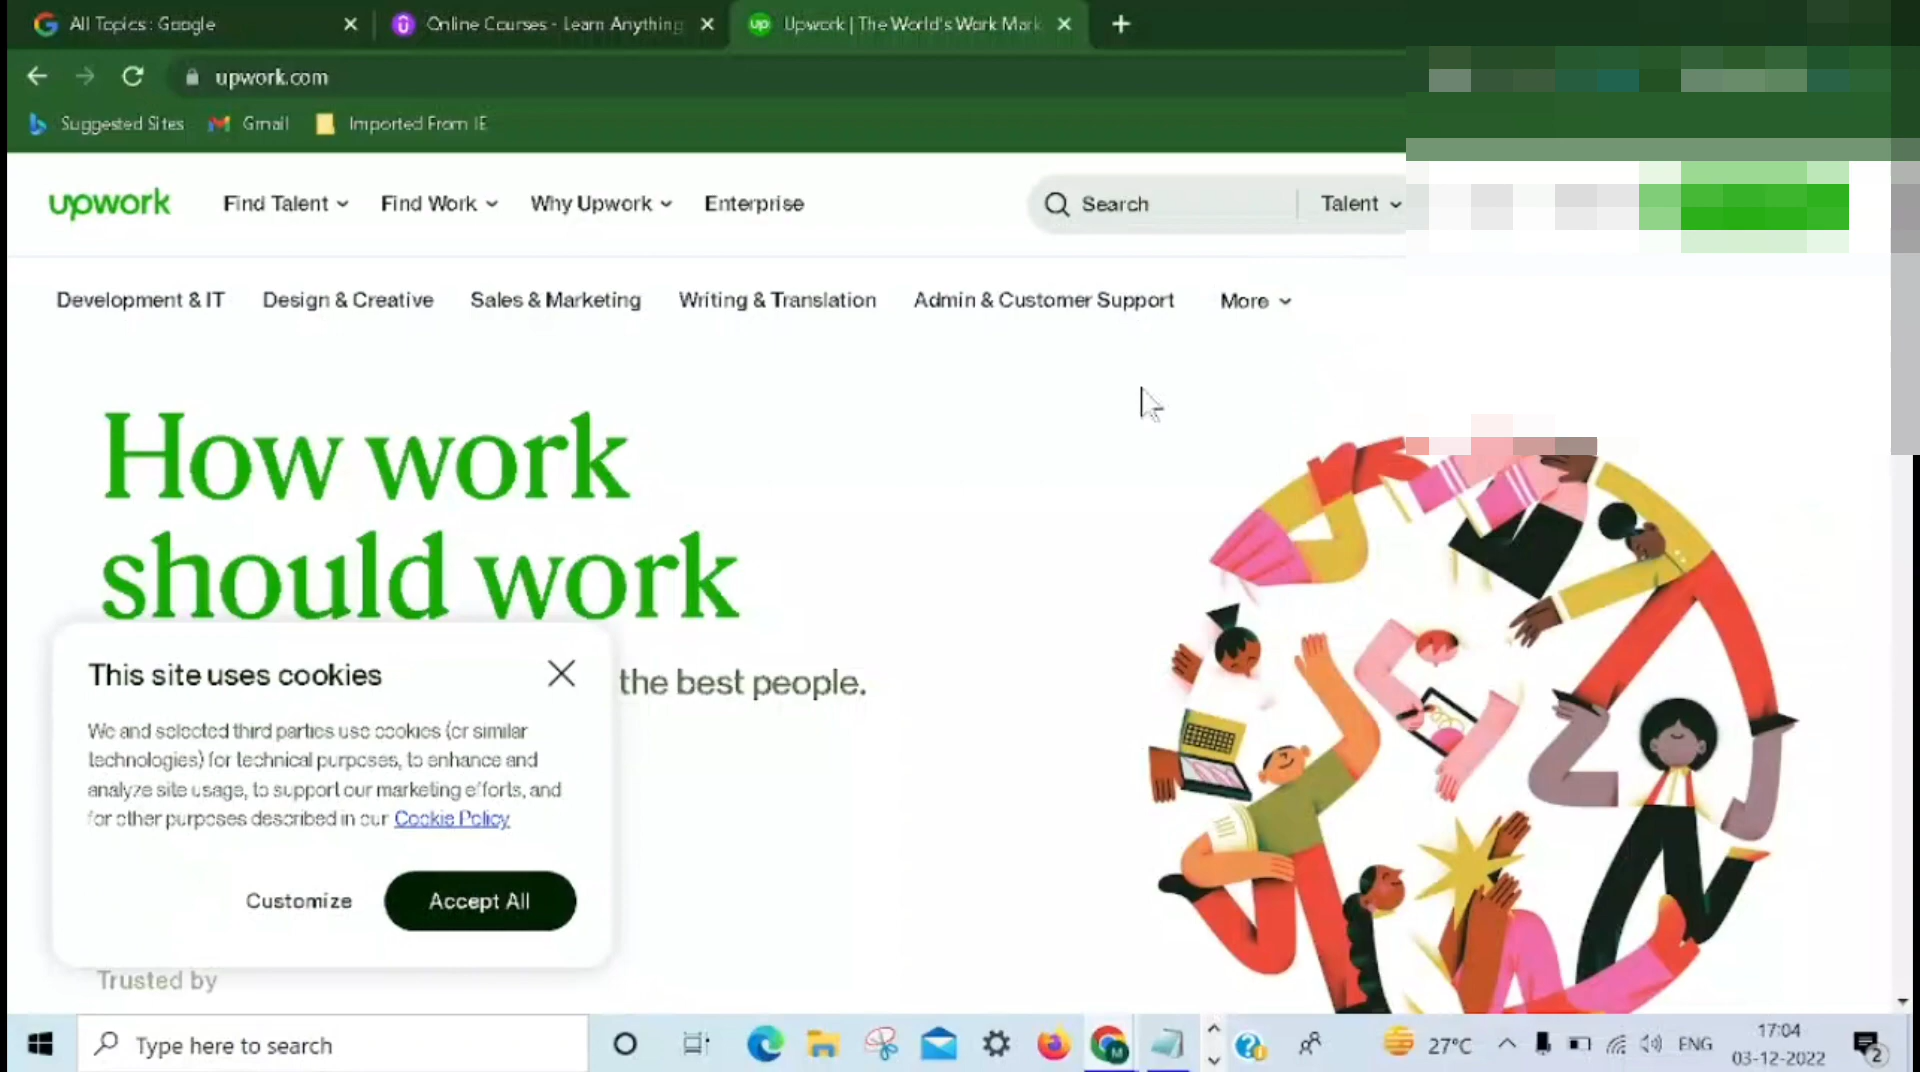 All Topics : Google
Online Courses - Learn Anything
up Upwork | The World's Work Mark
upwork.com
Suggested Sites Gmail Imported From IE
upwork Find Talent Find Work Why Upwork Enterprise Search Talent
Development & IT Design & Creative Sales & Marketing Writing & Translation Admin & Customer Support More
How work
should work
the best people.
This site uses cookies
We and selected third parties use cookies (or similar
technologies) for technical purposes, to enhance and
analyze site usage, to support our marketing efforts, and
for other purposes described in our Cookie Policy
Customize Accept All
Trusted by
Type here to search
27°C ENG 17:04
03-12-2022
2